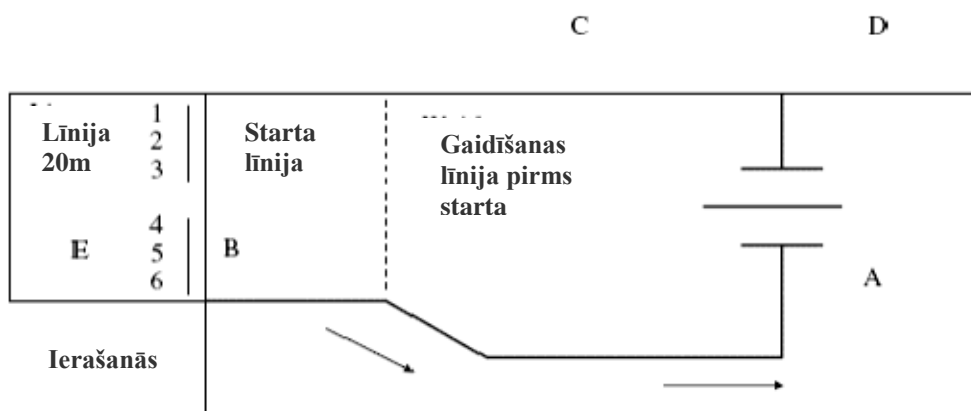 C
D
Līnija
20m
1
2
3
Starta
līnija
Gaidīšanas
līnija pirms
starta
E
4
5
6
B
A
Ierašanās